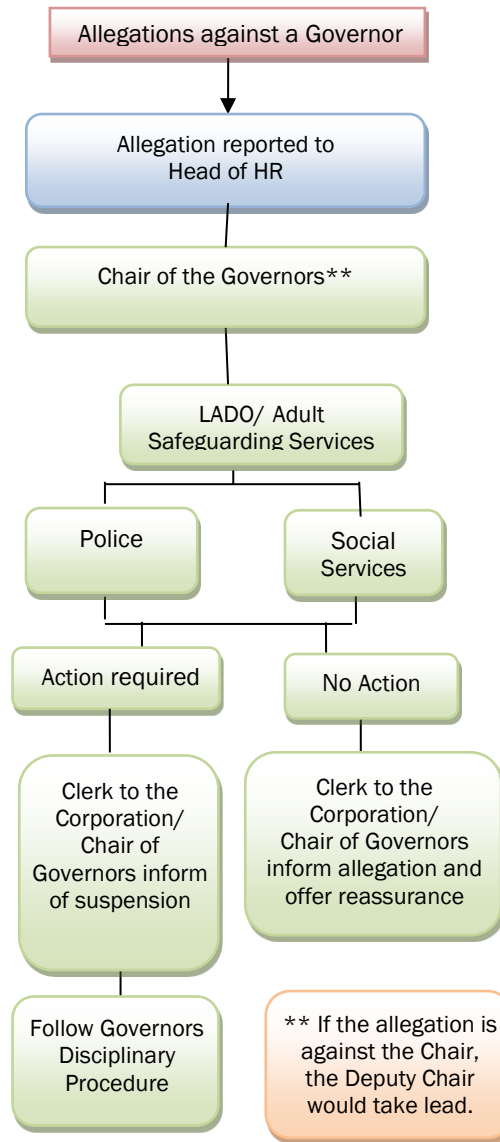 Allegations against a Governor
Allegation reported to
Head of HR
Chair of the Governors**
LADO/ Adult
Safeguarding Services
Police
Social
Services
Action required
No Action
Clerk to the
Corporation/
Chair of
Governors inform
of suspension
Clerk to the
Corporation/
Chair of Governors
inform allegation and
offer reassurance
Follow Governors
Disciplinary
Procedure
** If the allegation is
against the Chair,
the Deputy Chair
would take lead.